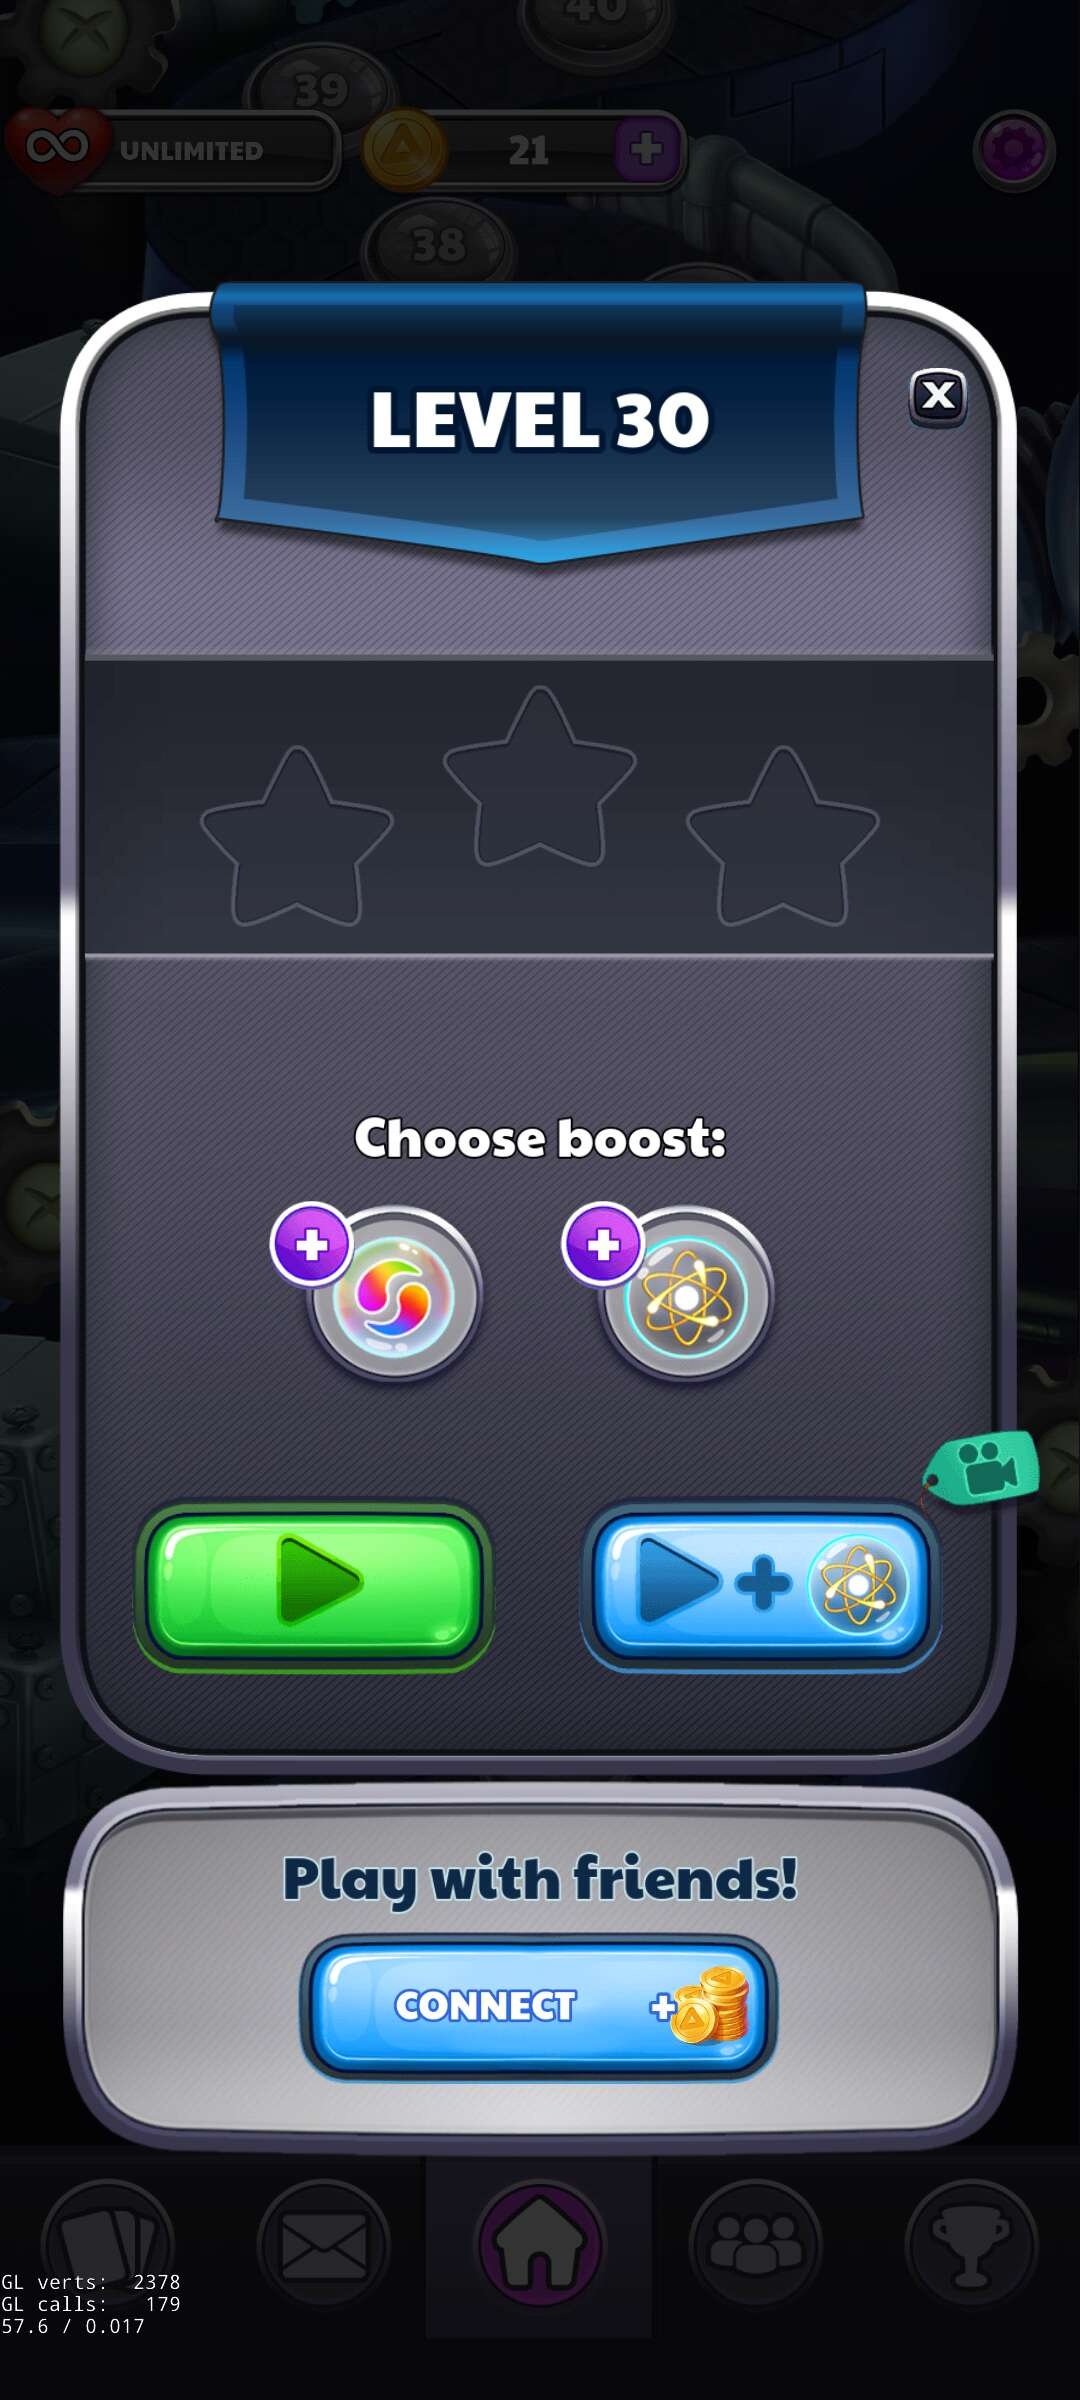 40
39
UNLIMITED
21
38
LEVEL 30
X
Choose boost:
Play with friends!
CONNECT +
GL verts: 2378
GL calls: 179
57.6 / 0.017